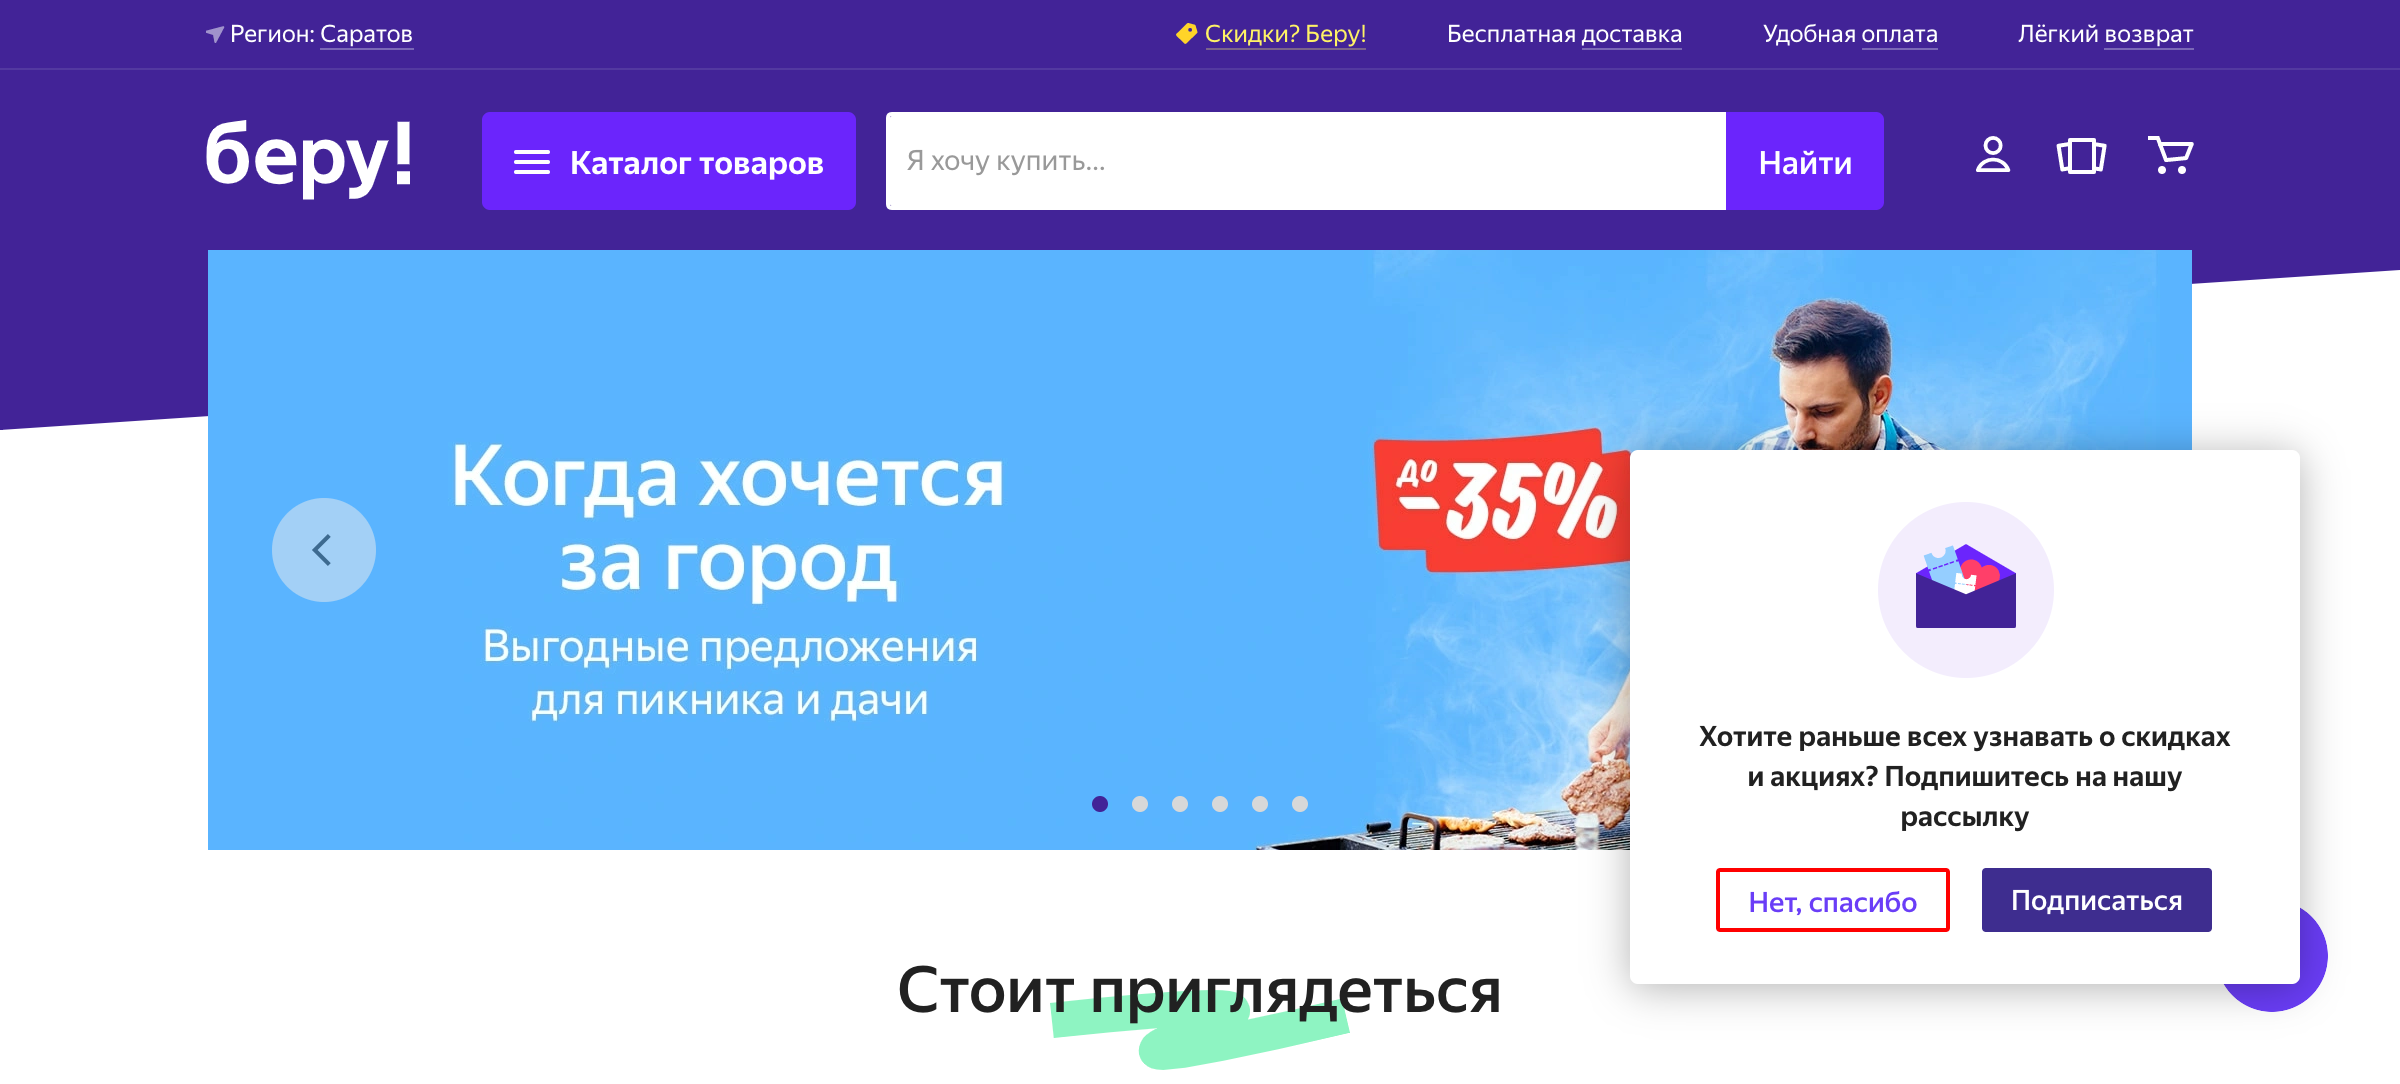 Регион: Саратов
Скидки? Беру!
Бесплатная доставка
Удобная оплата
Лёгкий возврат
беру!
Каталог товаров
Я хочу купить...
Найти
Когда хочется
за город
Выгодные предложения
для пикника и дачи
до
-35%
Хотите раньше всех узнавать о скидках
и акциях? Подпишитесь на нашу
рассылку
Нет, спасибо
Подписаться
Стоит приглядеться